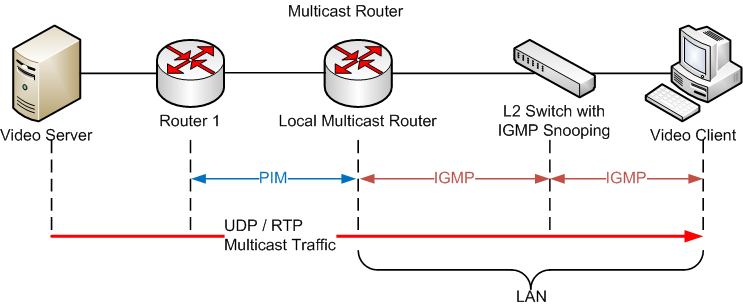 Multicast Router
Video Server
Router 1
Local Multicast Router
L2 Switch with
IGMP Snooping
Video Client
PIM
IGMP
IGMP
UDP / RTP
Multicast Traffic
LAN